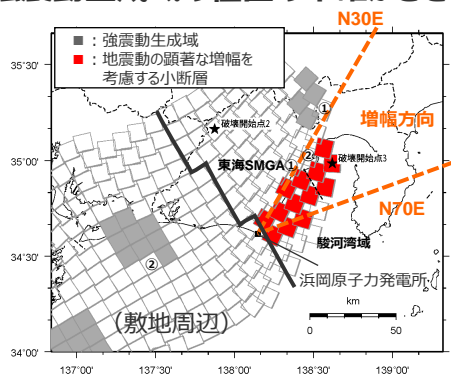 N30E
■：強震動生成域
■：地震動の顕著な増幅を
考慮する小断層
35°30'
①
★破壊開始点2
増幅方向
②
35°00'
東海SMGA①
★破壊開始点3
N70E
駿河湾域
34°30'
②
浜岡原子力発電所
km
0 50
（敷地周辺）
34°00'
137°00' 137°30' 138°00' 138°30' 139°00'